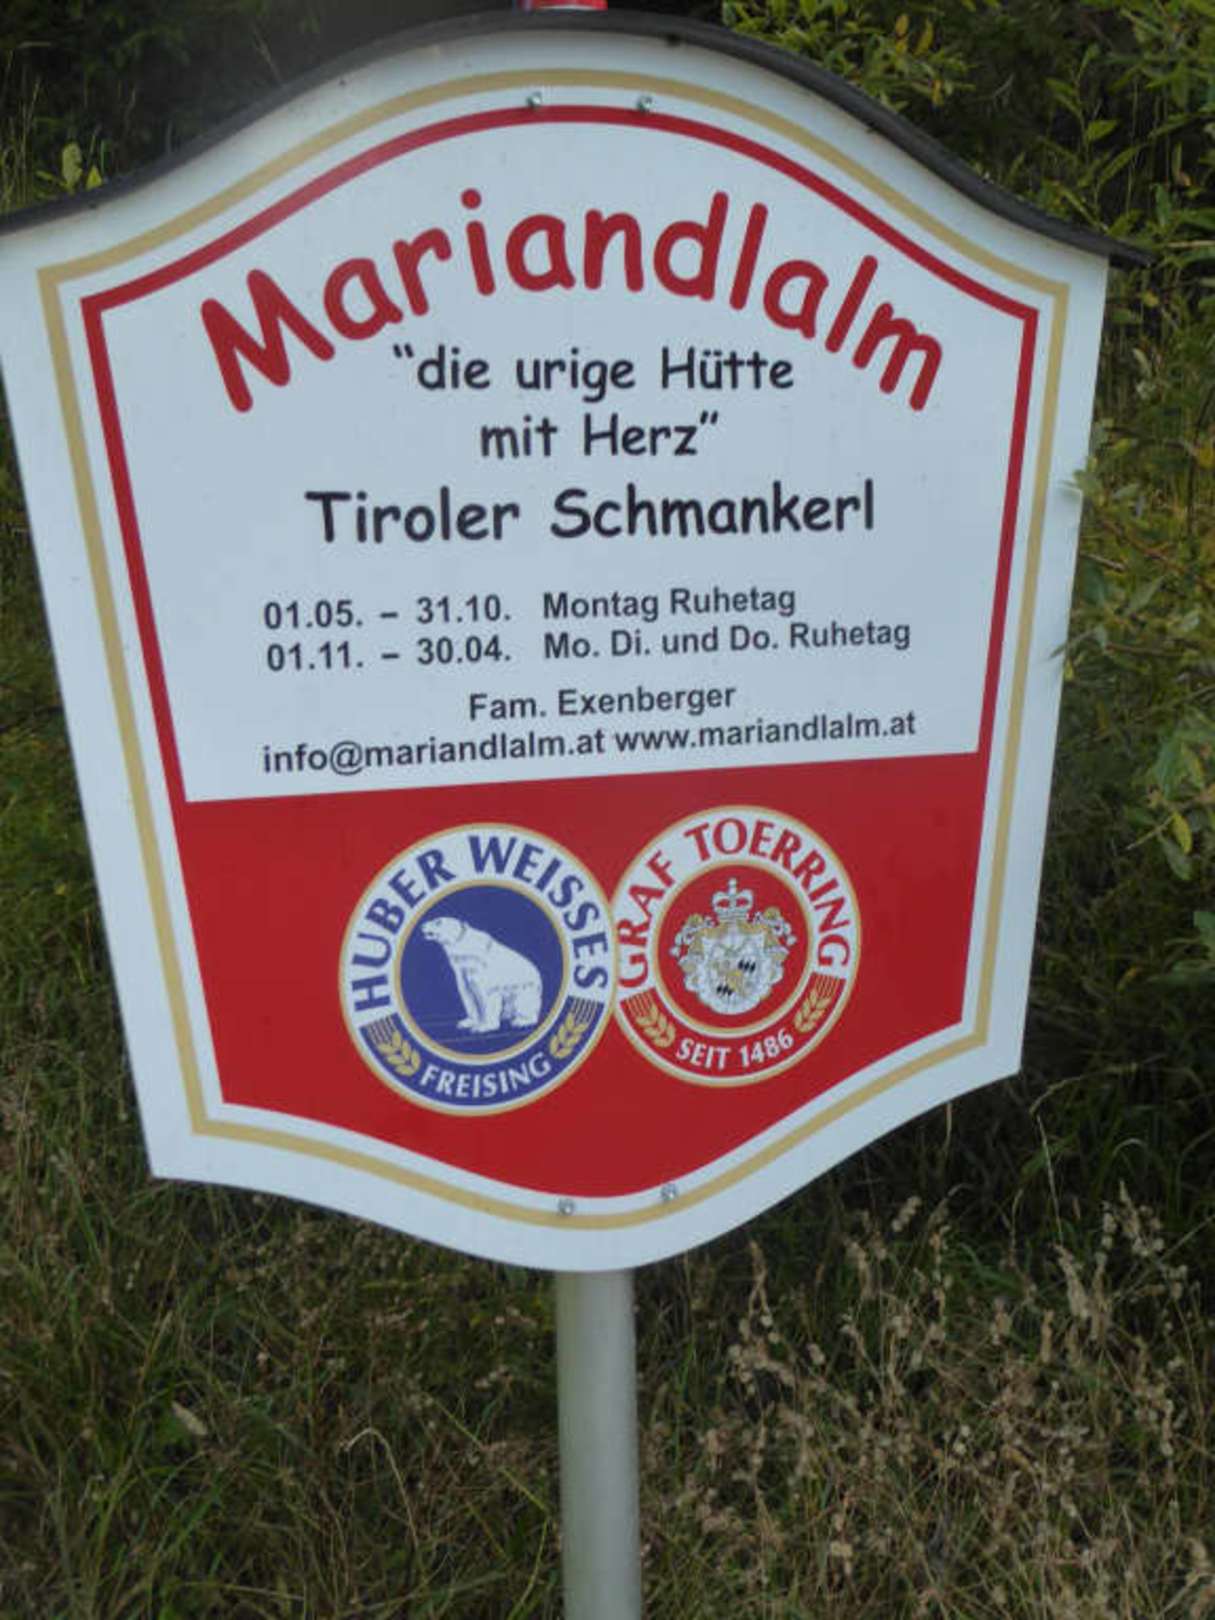 Mariandlalm
"die urige Hütte
mit Herz"
Tiroler Schmankerl
01.05. – 31.10. Montag Ruhetag
01.11. – 30.04. Mo. Di. und Do. Ruhetag
Fam. Exenberger
info@mariandlalm.at www.mariandlalm.at
HUBER WEISSES
FREISING
GRAF TOERRING
SEIT 1486